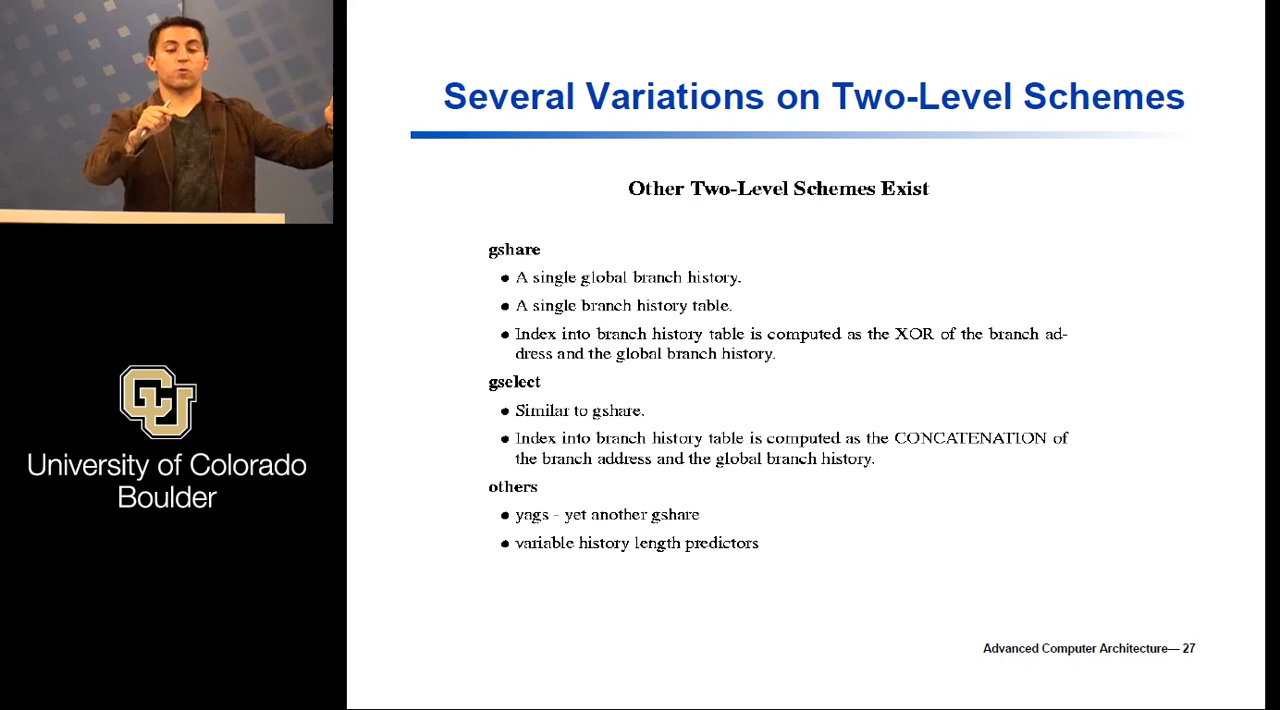 Several Variations on Two-Level Schemes
Other Two-Level Schemes Exist
gshare
• A single global branch history.
• A single branch history table.
• Index into branch history table is computed as the XOR of the branch ad-
dress and the global branch history.
gselect
• Similar to gshare.
• Index into branch history table is computed as the CONCATENATION of
the branch address and the global branch history.
others
• yags - yet another gshare
• variable history length predictors
Advanced Computer Architecture— 27
CU
University of Colorado
Boulder